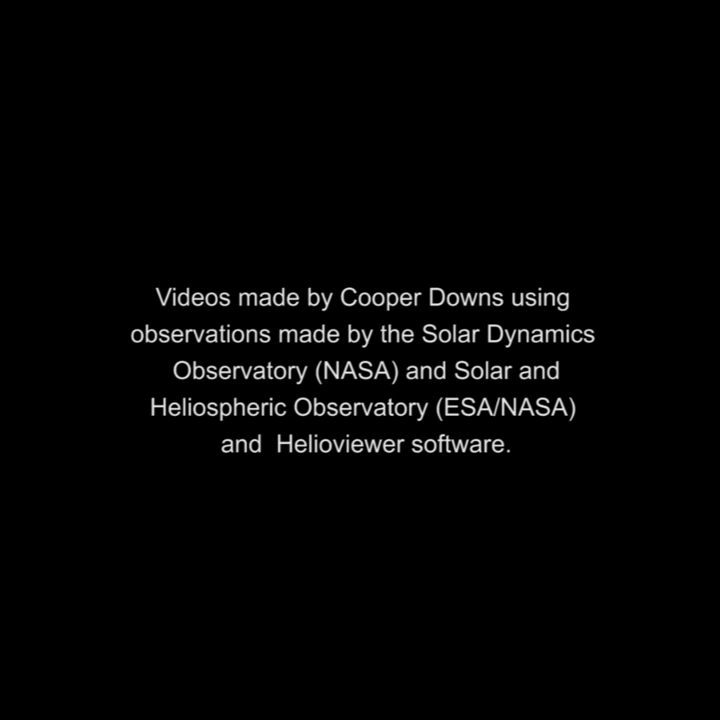 Videos made by Cooper Downs using
observations made by the Solar Dynamics
Observatory (NASA) and Solar and
Heliospheric Observatory (ESA/NASA)
and  Helioviewer software.